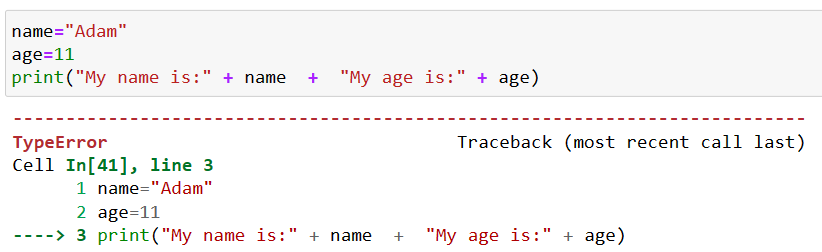 name="Adam"
age=11
print("My name is:" + name  +  "My age is:" + age)
---------------------------------------------------------------------------
TypeError                                 Traceback (most recent call last)
Cell In[41], line 3
      1 name="Adam"
      2 age=11
----> 3 print("My name is:" + name  +  "My age is:" + age)